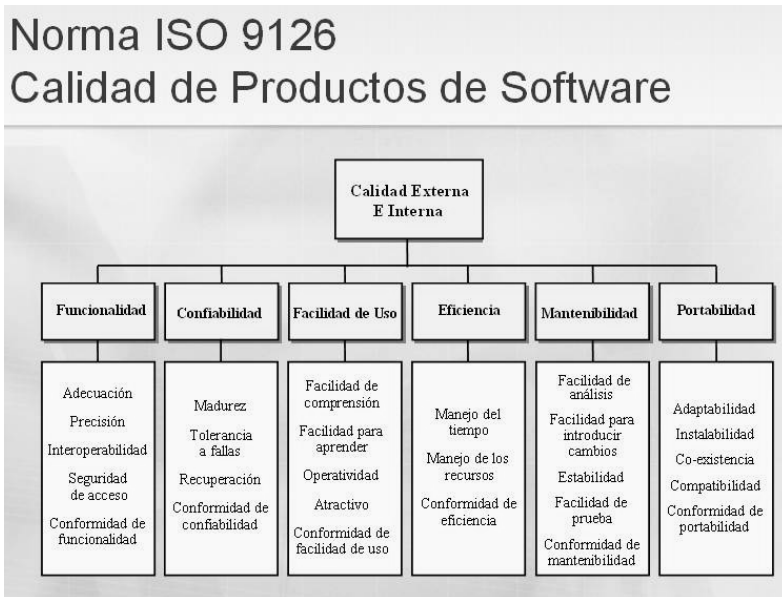 Norma ISO 9126
Calidad de Productos de Software
Calidad Externa
E Interna
Funcionalidad
Confiabilidad
Facilidad de Uso
Eficiencia
Mantenibilidad
Portabilidad
Adecuación
Precisión
Interoperabilidad
Seguridad
de acceso
Conformidad de
funcionalidad
Madurez
Tolerancia
a fallas
Recuperación
Conformidad de
confiabilidad
Facilidad de
comprensión
Facilidad para
aprender
Operatividad
Atractivo
Conformidad de
facilidad de uso
Manejo del
tiempo
Manejo de los
recursos
Conformidad de
eficiencia
Facilidad de
análisis
Facilidad para
introducir
cambios
Estabilidad
Facilidad de
prueba
Conformidad de
mantenibilidad
Adaptabilidad
Instalabilidad
Co-existencia
Compatibilidad
Conformidad de
portabilidad